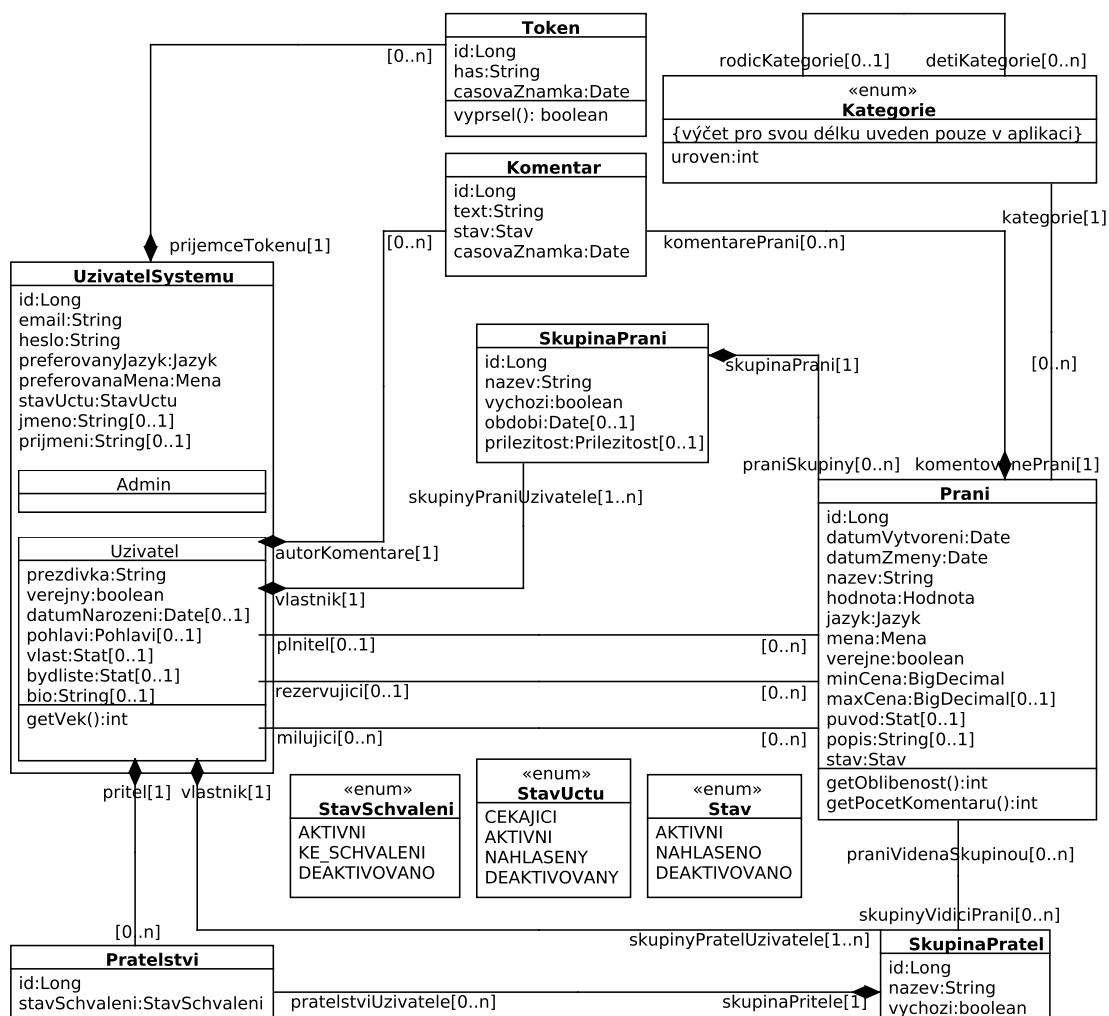 Token
id:Long
has:String
casovaZnamka:Date
vyprsel(): boolean
[0..n]
rodicKategorie[0..1]
detiKategorie[0..n]
«enum»
Kategorie
{výčet pro svou délku uveden pouze v aplikaci}
uroven:int
kategorie[1]
[0..n]
Komentar
id:Long
text:String
stav:Stav
casovaZnamka:Date
[0..n]
komentarePrani[0..n]
prijemceTokenu[1]
UzivatelSystemu
id:Long
email:String
heslo:String
preferovanyJazyk:Jazyk
preferovanaMena:Mena
stavUctu:StavUctu
jmeno:String[0..1]
prijmeni:String[0..1]
Admin
Uzivatel
prezdivka:String
verejny:boolean
datumNarozeni:Date[0..1]
pohlavi:Pohlavi[0..1]
vlast:Stat[0..1]
bydliste:Stat[0..1]
bio:String[0..1]
getVek():int
SkupinaPrani
id:Long
nazev:String
vychozi:boolean
obdobi:Date[0..1]
prilezitost:Prilezitost[0..1]
skupinaPrani[1]
praniSkupiny[0..n]
komentovanePrani[1]
skupinyPraniUzivatele[1..n]
autorKomentare[1]
vlastnik[1]
plnitel[0..1]
[0..n]
rezervujici[0..1]
[0..n]
milujici[0..n]
[0..n]
Prani
id:Long
datumVytvoreni:Date
datumZmeny:Date
nazev:String
hodnota:Hodnota
jazyk:Jazyk
mena:Mena
verejne:boolean
minCena:BigDecimal
maxCena:BigDecimal[0..1]
puvod:Stat[0..1]
popis:String[0..1]
stav:Stav
getOblibenost():int
getPocetKomentaru():int
pritel[1]
vlastnik[1]
«enum»
StavSchvaleni
AKTIVNI
KE_SCHVALENI
DEAKTIVOVANO
«enum»
StavUctu
CEKAJICI
AKTIVNI
NAHLASENY
DEAKTIVOVANY
«enum»
Stav
AKTIVNI
NAHLASENO
DEAKTIVOVANO
praniVidenaSkupinou[0..n]
skupinyVidiciPrani[0..n]
[0..n]
skupinyPratelUzivatele[1..n]
Pratelstvi
id:Long
stavSchvaleni:StavSchvaleni
pratelstviUzivatele[0..n]
skupinaPritele[1]
SkupinaPratel
id:Long
nazev:String
vychozi:boolean